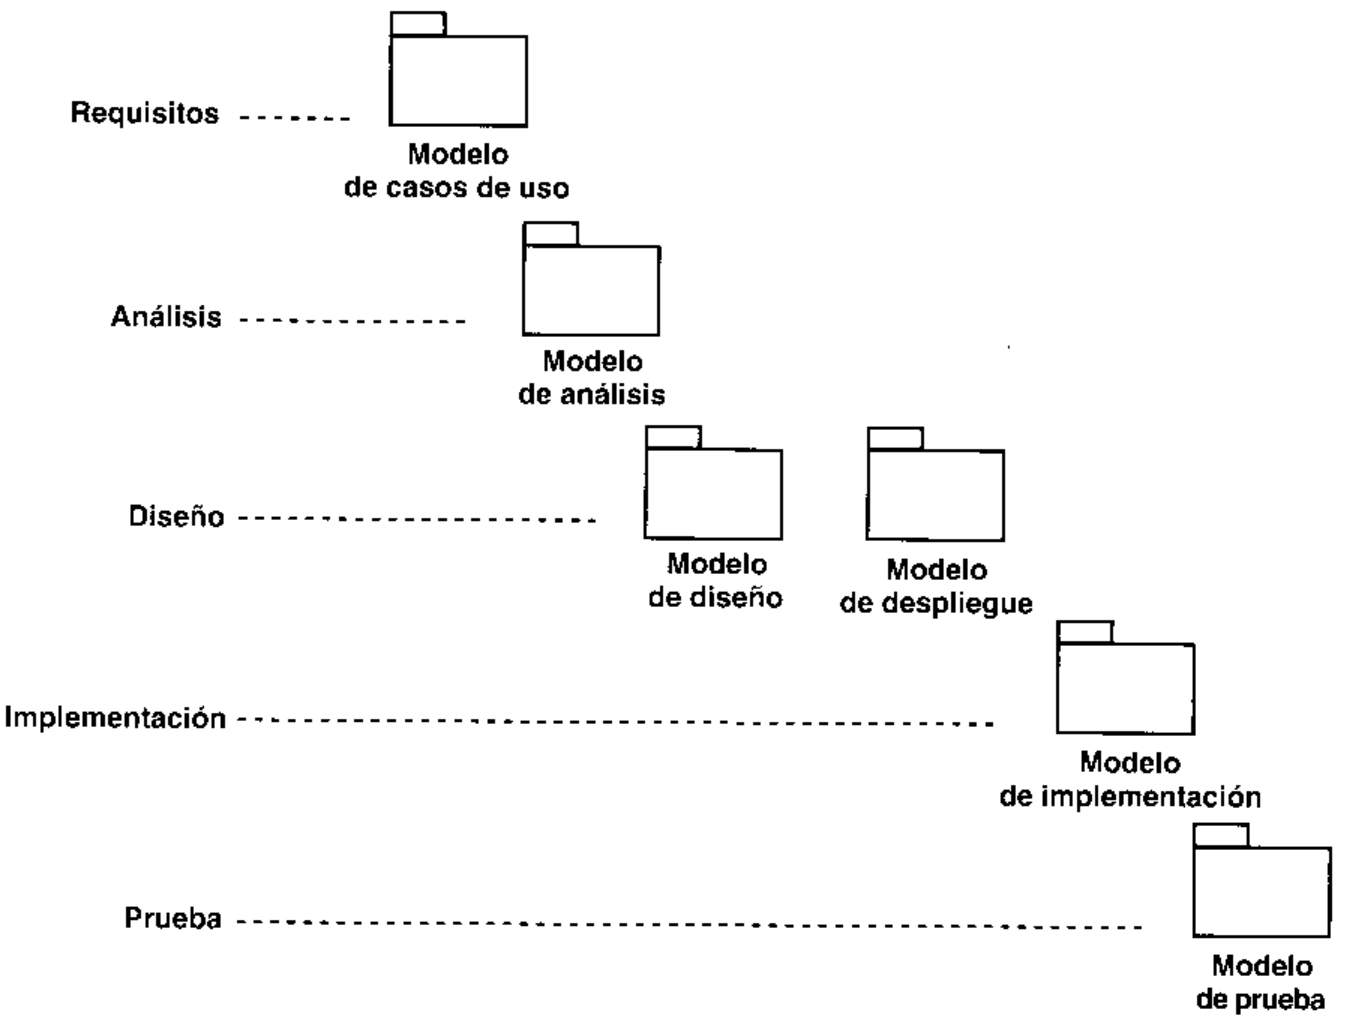 Requisitos
Modelo
de casos de uso
Análisis
Modelo
de análisis
Diseño
Modelo
de diseño
Modelo
de despliegue
Implementación
Modelo
de implementación
Prueba
Modelo
de prueba